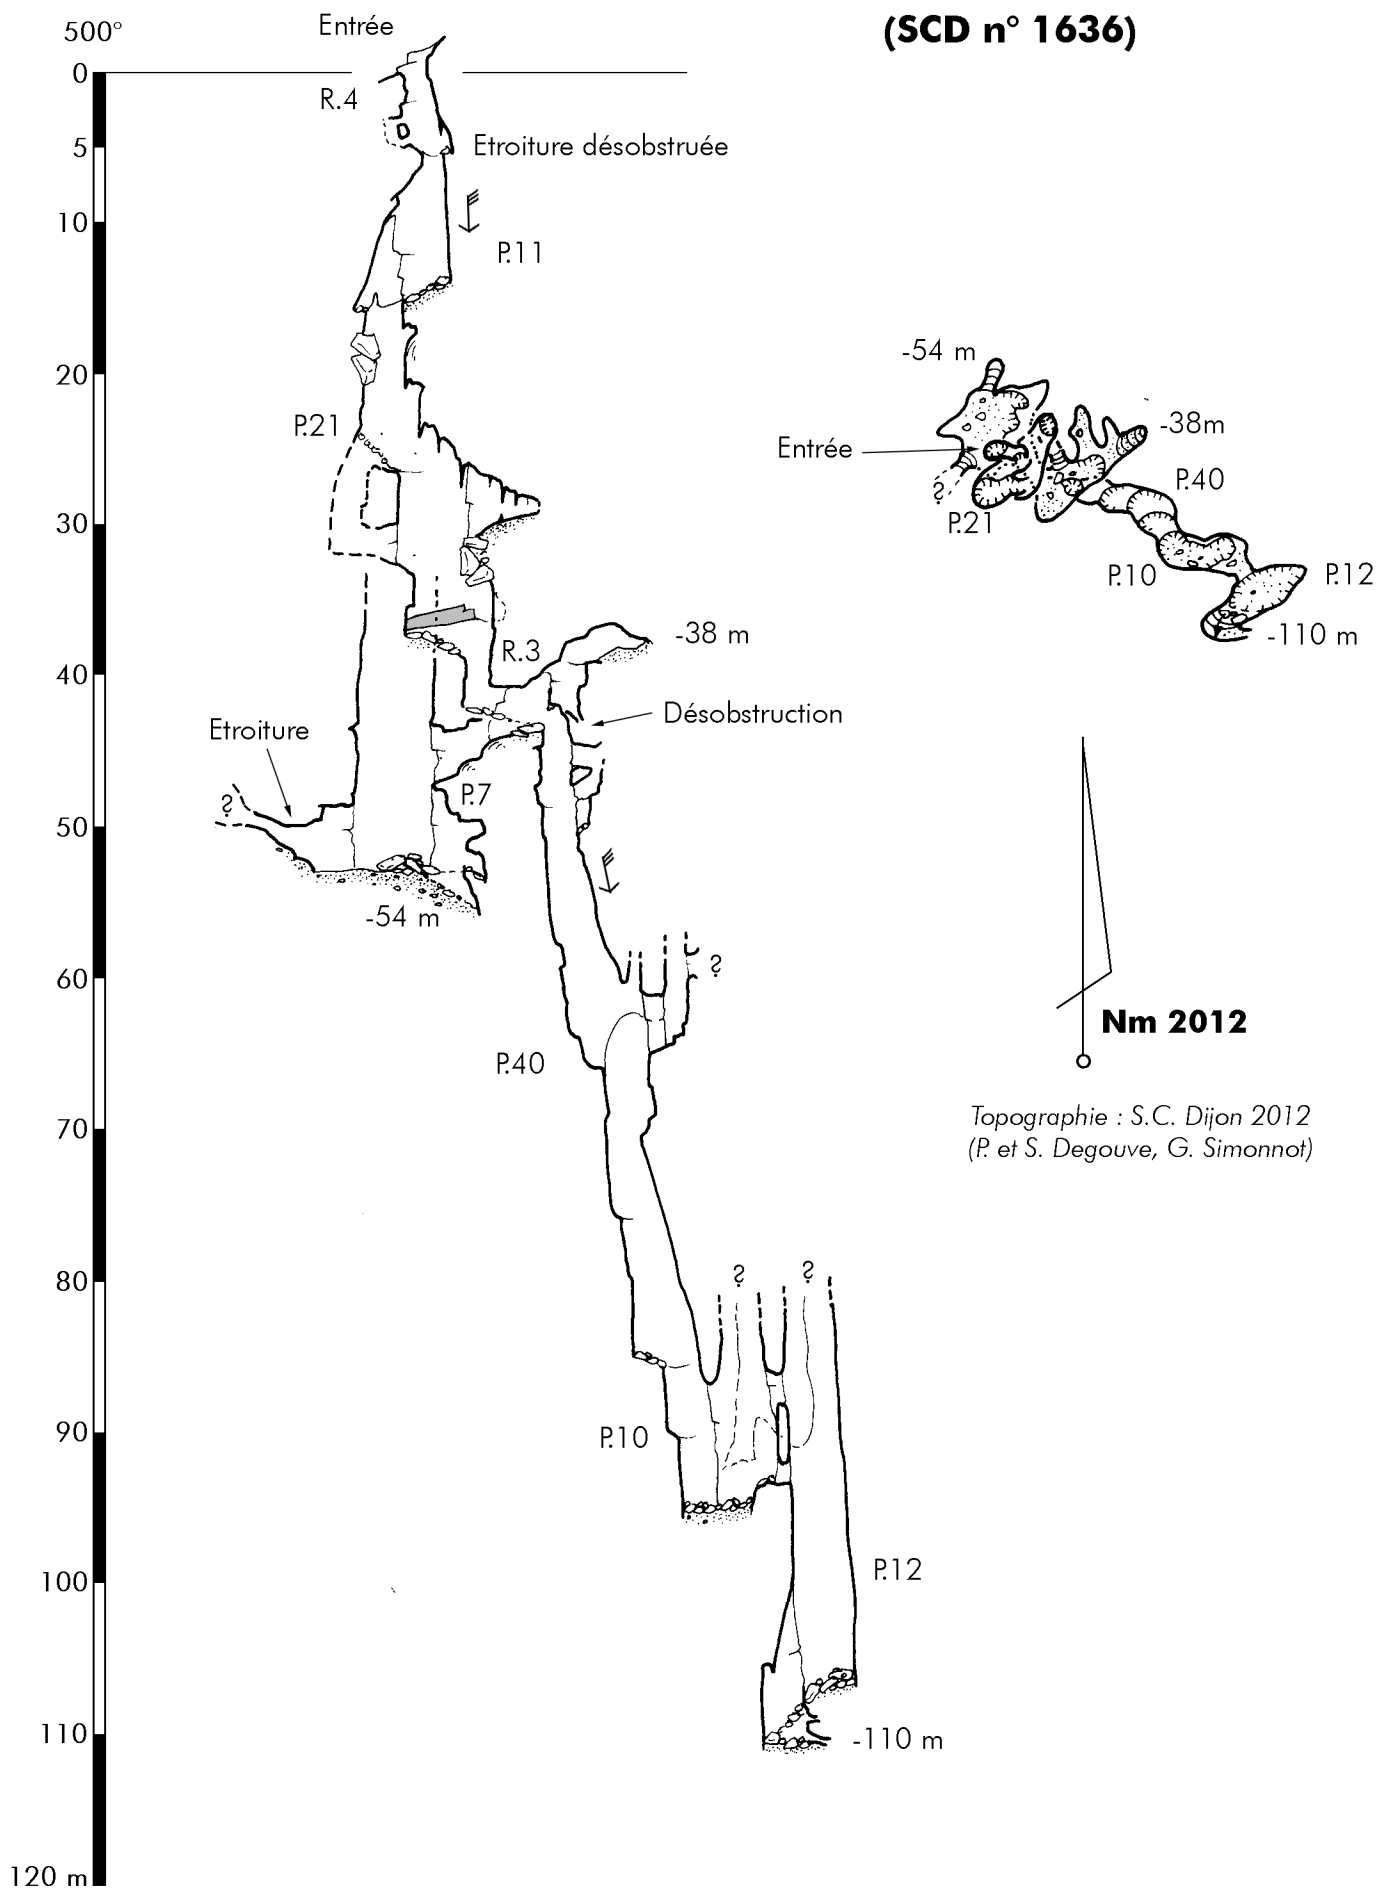 (SCD n° 1636)
500°
Entrée
0
R.4
5
Etroiture désobstruée
10
P.11
20
P.21
30
-38 m
R.3
40
Désobstruction
Etroiture
P.7
?
50
-54 m
60
?
P.40
70
80
?
?
90
P.10
100
P.12
110
-110 m
120 m
-54 m
-38m
Entrée
P.40
?
P.21
P.10
P.12
-110 m
Nm 2012
Topographie : S.C. Dijon 2012
(P. et S. Degouve, G. Simonnot)